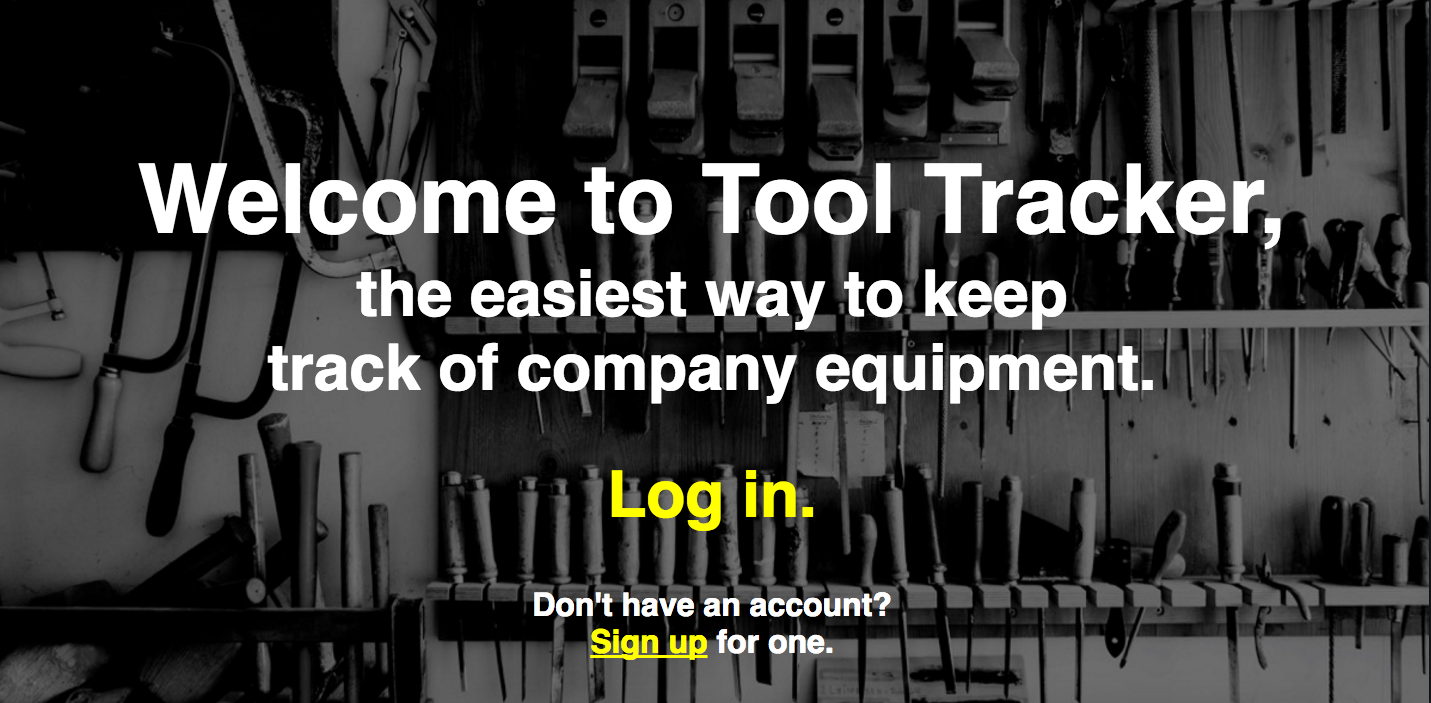 Welcome to Tool Tracker,
the easiest way to keep
track of company equipment.
Log in.
Don't have an account?
Sign up for one.